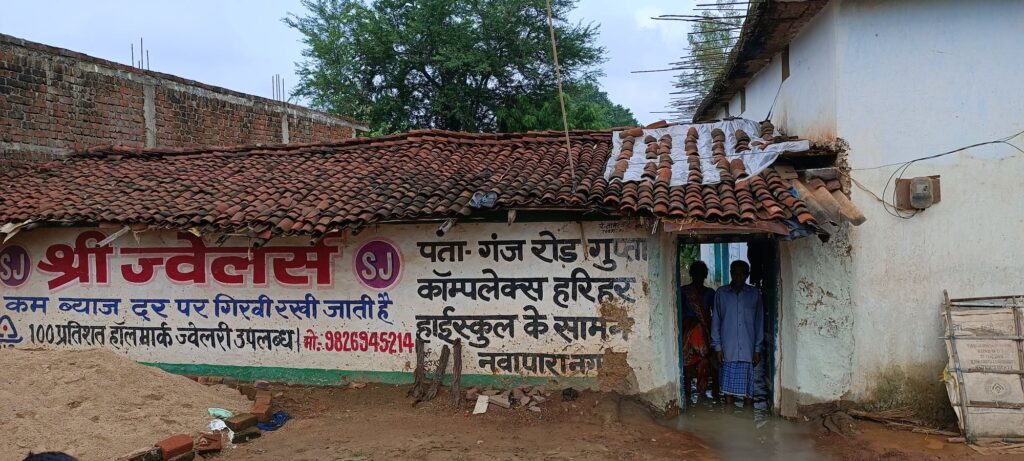 SJ श्री ज्वेलर्स SJ
कम ब्याज दर पर गिरवी रखी जाती है
100 प्रतिशत हॉलमार्क ज्वेलरी उपलब्ध। मो:- 9826945214
पता- गंज रोड़ गुप्ता
कॉम्पलेक्स हरिहर
हाईस्कुल के सामने
नवापारा नग